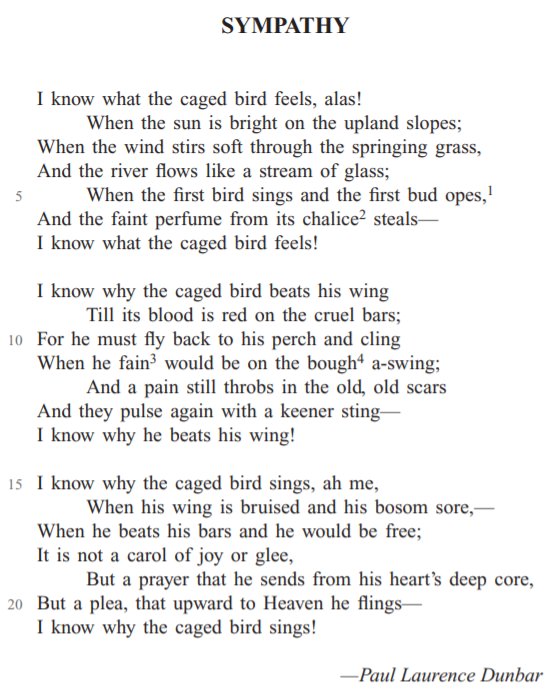 SYMPATHY
I know what the caged bird feels, alas!
When the sun is bright on the upland slopes;
When the wind stirs soft through the springing grass,
And the river flows like a stream of glass;
5 When the first bird sings and the first bud opes,¹
And the faint perfume from its chalice² steals—
I know what the caged bird feels!
I know why the caged bird beats his wing
Till its blood is red on the cruel bars;
10 For he must fly back to his perch and cling
When he fain³ would be on the bough⁴ a-swing;
And a pain still throbs in the old, old scars
And they pulse again with a keener sting—
I know why he beats his wing!
15 I know why the caged bird sings, ah me,
When his wing is bruised and his bosom sore,—
When he beats his bars and he would be free;
It is not a carol of joy or glee,
But a prayer that he sends from his heart's deep core,
20 But a plea, that upward to Heaven he flings—
I know why the caged bird sings!
—Paul Laurence Dunbar